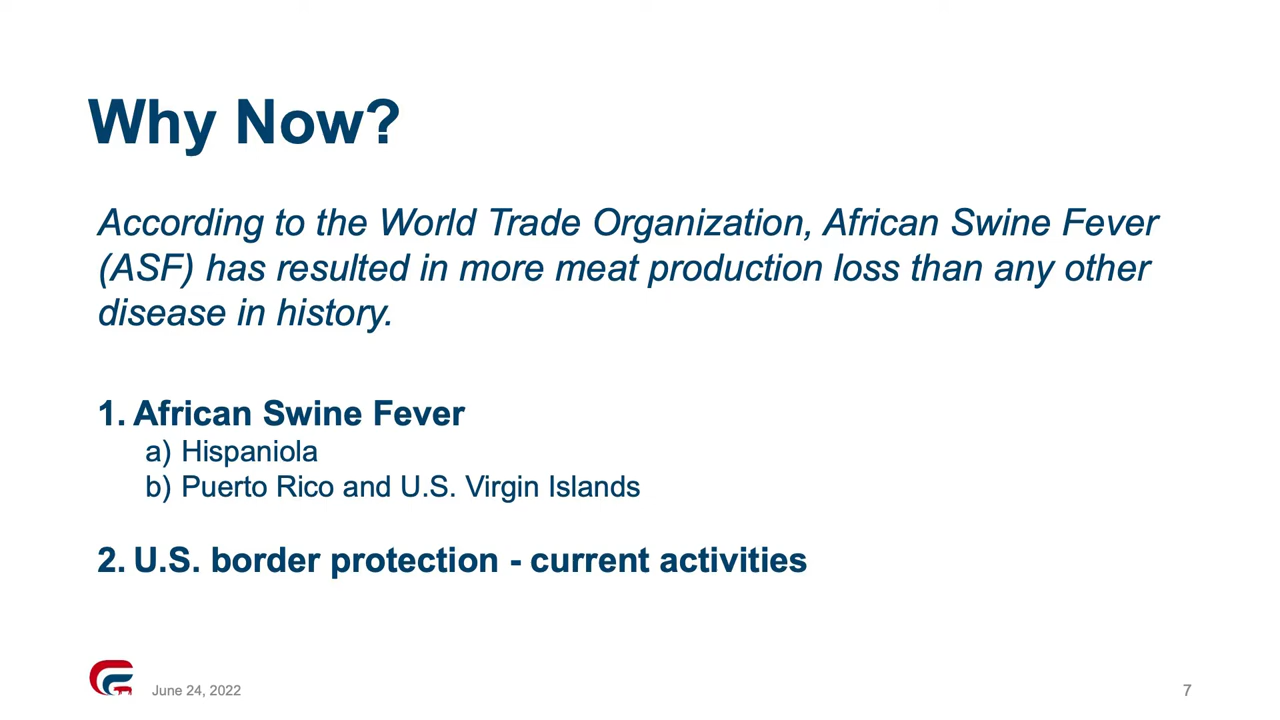 Why Now?
According to the World Trade Organization, African Swine Fever
(ASF) has resulted in more meat production loss than any other
disease in history.
1. African Swine Fever
a) Hispaniola
b) Puerto Rico and U.S. Virgin Islands
2. U.S. border protection - current activities
June 24, 2022
7